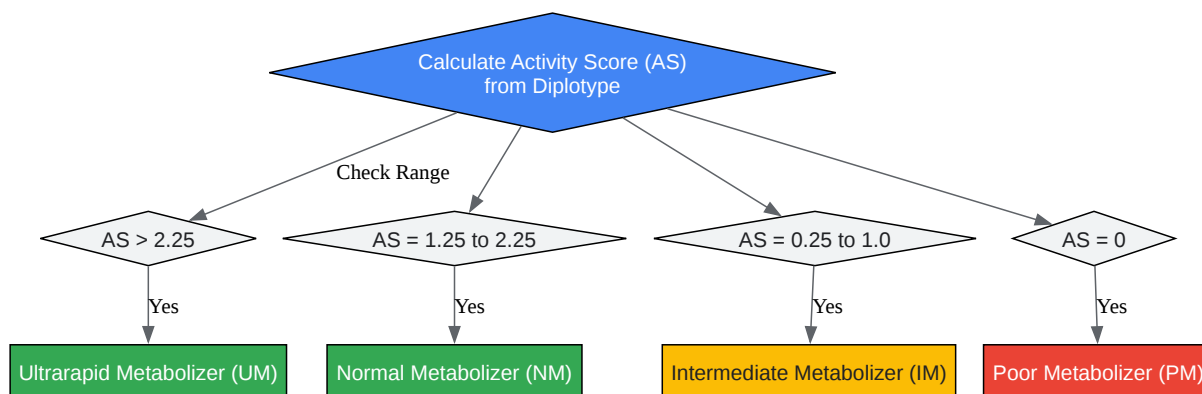 Calculate Activity Score (AS)
from Diplotype
Check Range
AS > 2.25
AS = 1.25 to 2.25
AS = 0.25 to 1.0
AS = 0
Yes
Yes
Yes
Yes
Ultrarapid Metabolizer (UM)
Normal Metabolizer (NM)
Intermediate Metabolizer (IM)
Poor Metabolizer (PM)